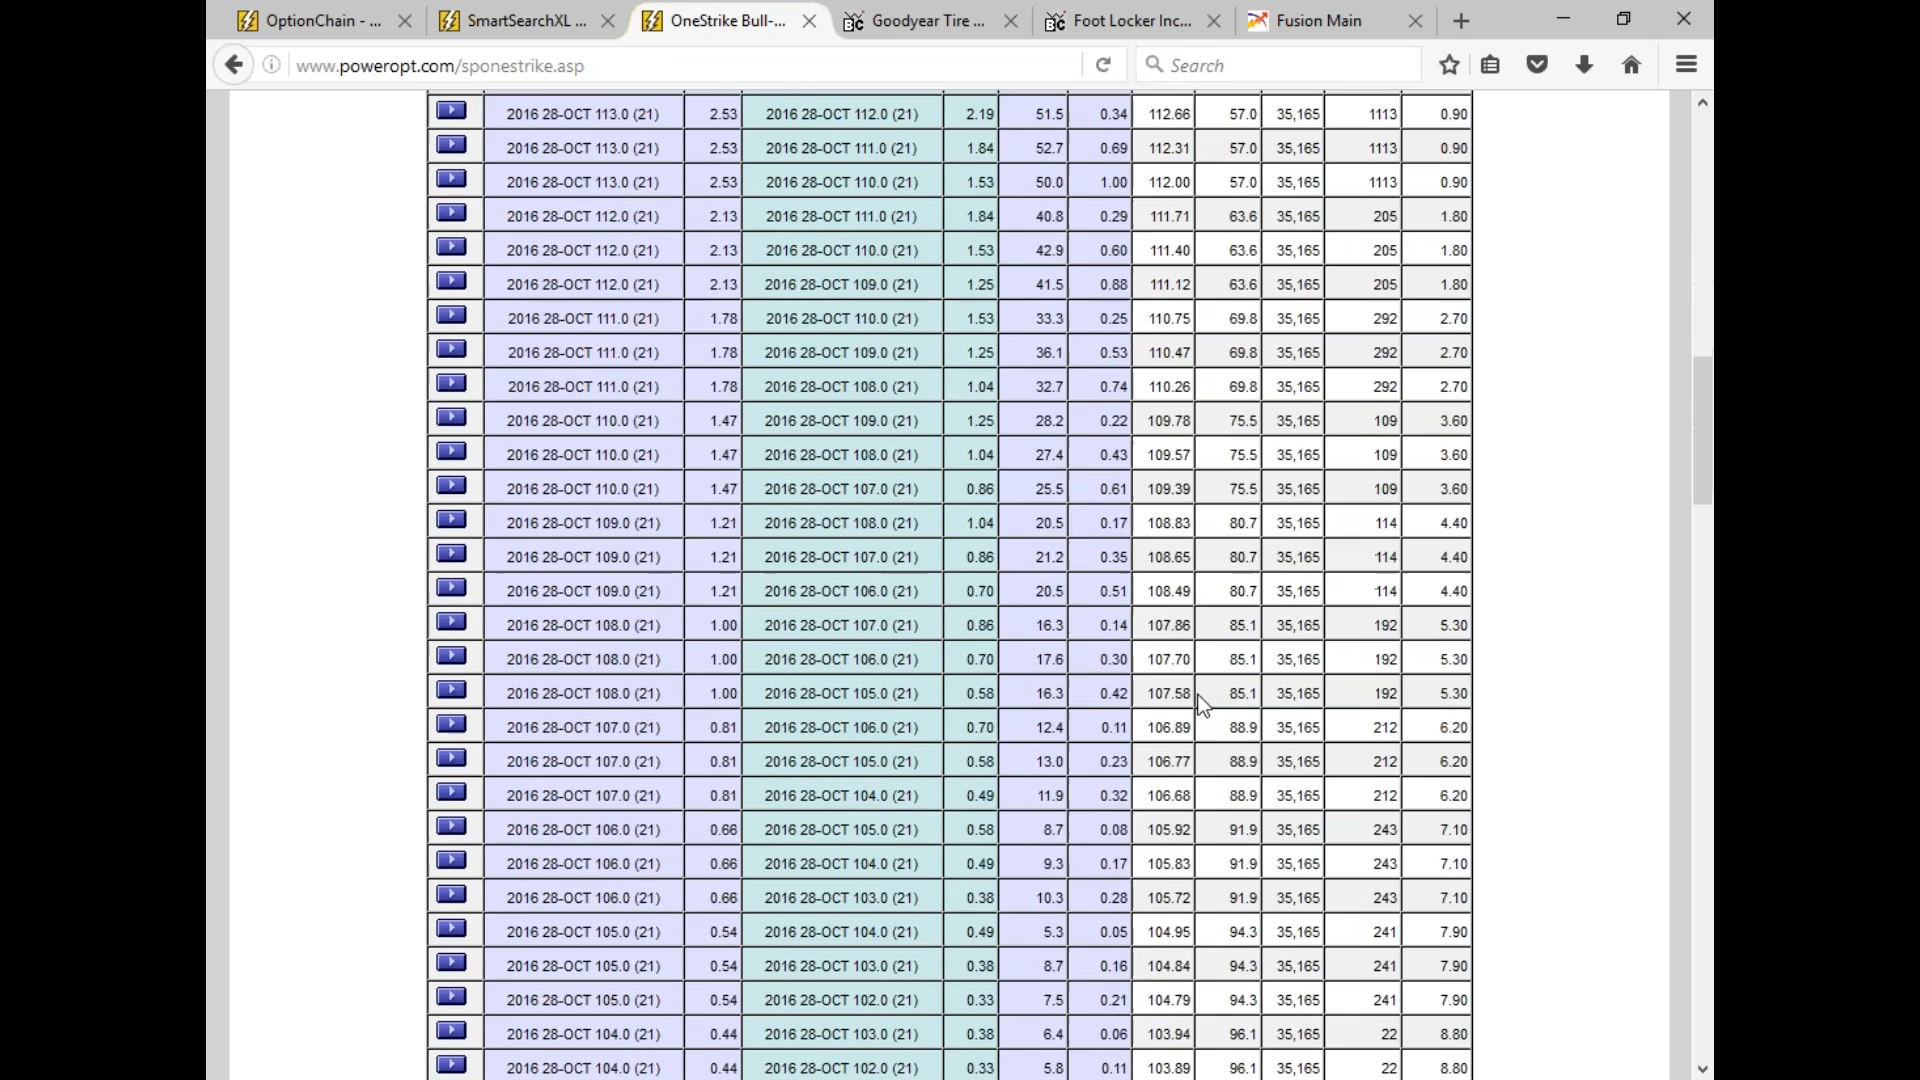 OptionChain - ...
SmartSearchXL ...
OneStrike Bull-...
Goodyear Tire ...
Foot Locker Inc...
Fusion Main
www.poweropt.com/sponestrike.asp
Search
2016 28-OCT 113.0 (21) 2.53 2016 28-OCT 112.0 (21) 2.19 51.5 0.34 112.66 57.0 35,165 1113 0.90
2016 28-OCT 113.0 (21) 2.53 2016 28-OCT 111.0 (21) 1.84 52.7 0.69 112.31 57.0 35,165 1113 0.90
2016 28-OCT 113.0 (21) 2.53 2016 28-OCT 110.0 (21) 1.53 50.0 1.00 112.00 57.0 35,165 1113 0.90
2016 28-OCT 112.0 (21) 2.13 2016 28-OCT 111.0 (21) 1.84 40.8 0.29 111.71 63.6 35,165 205 1.80
2016 28-OCT 112.0 (21) 2.13 2016 28-OCT 110.0 (21) 1.53 42.9 0.60 111.40 63.6 35,165 205 1.80
2016 28-OCT 112.0 (21) 2.13 2016 28-OCT 109.0 (21) 1.25 41.5 0.88 111.12 63.6 35,165 205 1.80
2016 28-OCT 111.0 (21) 1.78 2016 28-OCT 110.0 (21) 1.53 33.3 0.25 110.75 69.8 35,165 292 2.70
2016 28-OCT 111.0 (21) 1.78 2016 28-OCT 109.0 (21) 1.25 36.1 0.53 110.47 69.8 35,165 292 2.70
2016 28-OCT 111.0 (21) 1.78 2016 28-OCT 108.0 (21) 1.04 32.7 0.74 110.26 69.8 35,165 292 2.70
2016 28-OCT 110.0 (21) 1.47 2016 28-OCT 109.0 (21) 1.25 28.2 0.22 109.78 75.5 35,165 109 3.60
2016 28-OCT 110.0 (21) 1.47 2016 28-OCT 108.0 (21) 1.04 27.4 0.43 109.57 75.5 35,165 109 3.60
2016 28-OCT 110.0 (21) 1.47 2016 28-OCT 107.0 (21) 0.86 25.5 0.61 109.39 75.5 35,165 109 3.60
2016 28-OCT 109.0 (21) 1.21 2016 28-OCT 108.0 (21) 1.04 20.5 0.17 108.83 80.7 35,165 114 4.40
2016 28-OCT 109.0 (21) 1.21 2016 28-OCT 107.0 (21) 0.86 21.2 0.35 108.65 80.7 35,165 114 4.40
2016 28-OCT 109.0 (21) 1.21 2016 28-OCT 106.0 (21) 0.70 20.5 0.51 108.49 80.7 35,165 114 4.40
2016 28-OCT 108.0 (21) 1.00 2016 28-OCT 107.0 (21) 0.86 16.3 0.14 107.86 85.1 35,165 192 5.30
2016 28-OCT 108.0 (21) 1.00 2016 28-OCT 106.0 (21) 0.70 17.6 0.30 107.70 85.1 35,165 192 5.30
2016 28-OCT 108.0 (21) 1.00 2016 28-OCT 105.0 (21) 0.58 16.3 0.42 107.58 85.1 35,165 192 5.30
2016 28-OCT 107.0 (21) 0.81 2016 28-OCT 106.0 (21) 0.70 12.4 0.11 106.89 88.9 35,165 212 6.20
2016 28-OCT 107.0 (21) 0.81 2016 28-OCT 105.0 (21) 0.58 13.0 0.23 106.77 88.9 35,165 212 6.20
2016 28-OCT 107.0 (21) 0.81 2016 28-OCT 104.0 (21) 0.49 11.9 0.32 106.68 88.9 35,165 212 6.20
2016 28-OCT 106.0 (21) 0.66 2016 28-OCT 105.0 (21) 0.58 8.7 0.08 105.92 91.9 35,165 243 7.10
2016 28-OCT 106.0 (21) 0.66 2016 28-OCT 104.0 (21) 0.49 9.3 0.17 105.83 91.9 35,165 243 7.10
2016 28-OCT 106.0 (21) 0.66 2016 28-OCT 103.0 (21) 0.38 10.3 0.28 105.72 91.9 35,165 243 7.10
2016 28-OCT 105.0 (21) 0.54 2016 28-OCT 104.0 (21) 0.49 5.3 0.05 104.95 94.3 35,165 241 7.90
2016 28-OCT 105.0 (21) 0.54 2016 28-OCT 103.0 (21) 0.38 8.7 0.16 104.84 94.3 35,165 241 7.90
2016 28-OCT 105.0 (21) 0.54 2016 28-OCT 102.0 (21) 0.33 7.5 0.21 104.79 94.3 35,165 241 7.90
2016 28-OCT 104.0 (21) 0.44 2016 28-OCT 103.0 (21) 0.38 6.4 0.06 103.94 96.1 35,165 22 8.80
2016 28-OCT 104.0 (21) 0.44 2016 28-OCT 102.0 (21) 0.33 5.8 0.11 103.89 96.1 35,165 22 8.80